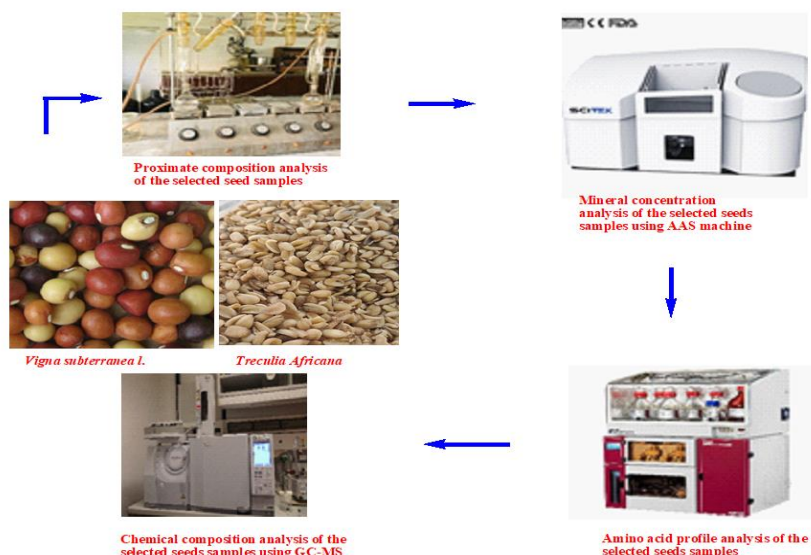 CE FDA
SCITEK
Proximate composition analysis
of the selected seed samples
Mineral concentration
analysis of the selected seeds
samples using AAS machine
Vigna subterranea l.
Treculia Africana
Chemical composition analysis of the
selected seeds samples using GC-MS
Amino acid profile analysis of the
selected seeds samples